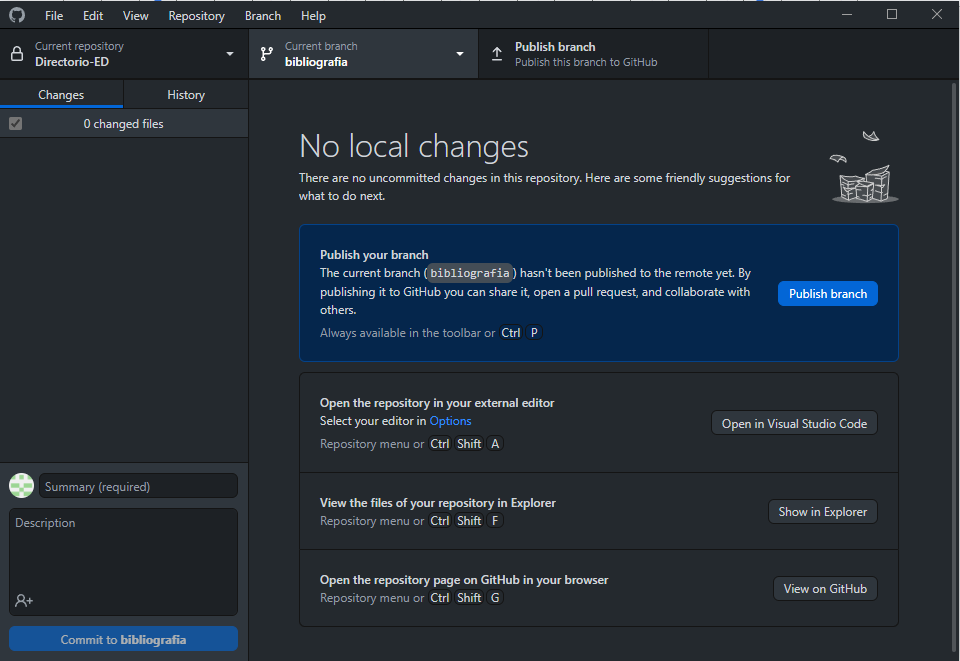 File Edit View Repository Branch Help
Current repository
Directorio-ED
Current branch
bibliografia
Publish branch
Publish this branch to GitHub
Changes
History
0 changed files
No local changes
There are no uncommitted changes in this repository. Here are some friendly suggestions for
what to do next.
Publish your branch
The current branch (bibliografia) hasn't been published to the remote yet. By
publishing it to GitHub you can share it, open a pull request, and collaborate with
others.
Always available in the toolbar or Ctrl P
Publish branch
Open the repository in your external editor
Select your editor in Options
Repository menu or Ctrl Shift A
Open in Visual Studio Code
View the files of your repository in Explorer
Repository menu or Ctrl Shift F
Show in Explorer
Open the repository page on GitHub in your browser
Repository menu or Ctrl Shift G
View on GitHub
Summary (required)
Description
Commit to bibliografia